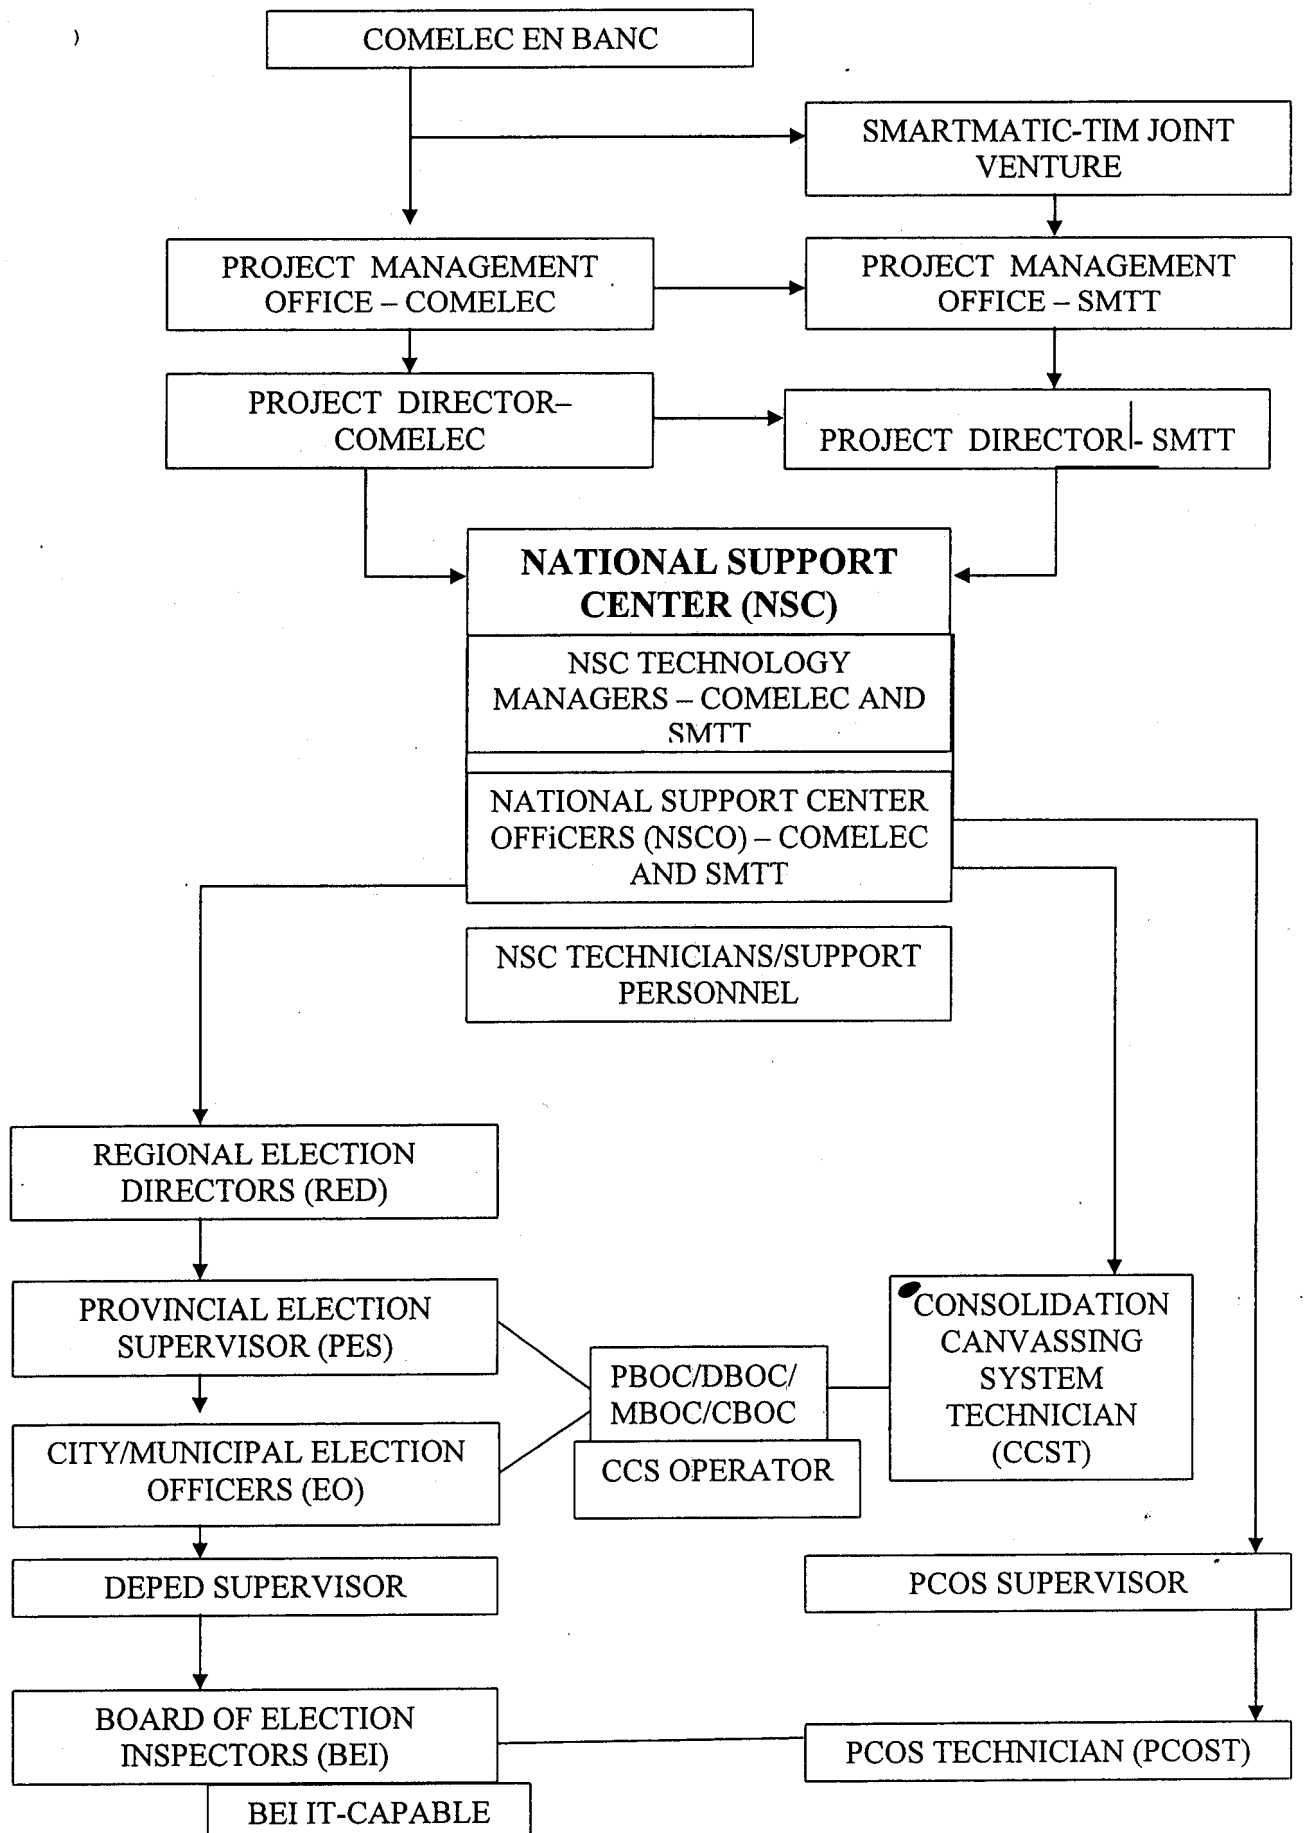 COMELEC EN BANC
SMARTMATIC-TIM JOINT
VENTURE
PROJECT MANAGEMENT
OFFICE – COMELEC
PROJECT MANAGEMENT
OFFICE – SMTT
PROJECT DIRECTOR–
COMELEC
PROJECT DIRECTOR - SMTT
NATIONAL SUPPORT
CENTER (NSC)
NSC TECHNOLOGY
MANAGERS – COMELEC AND
SMTT
NATIONAL SUPPORT CENTER
OFFiCERS (NSCO) – COMELEC
AND SMTT
NSC TECHNICIANS/SUPPORT
PERSONNEL
REGIONAL ELECTION
DIRECTORS (RED)
PROVINCIAL ELECTION
SUPERVISOR (PES)
PBOC/DBOC/
MBOC/CBOC
CCS OPERATOR
CONSOLIDATION
CANVASSING
SYSTEM
TECHNICIAN
(CCST)
CITY/MUNICIPAL ELECTION
OFFICERS (EO)
DEPED SUPERVISOR
PCOS SUPERVISOR
BOARD OF ELECTION
INSPECTORS (BEI)
PCOS TECHNICIAN (PCOST)
BEI IT-CAPABLE